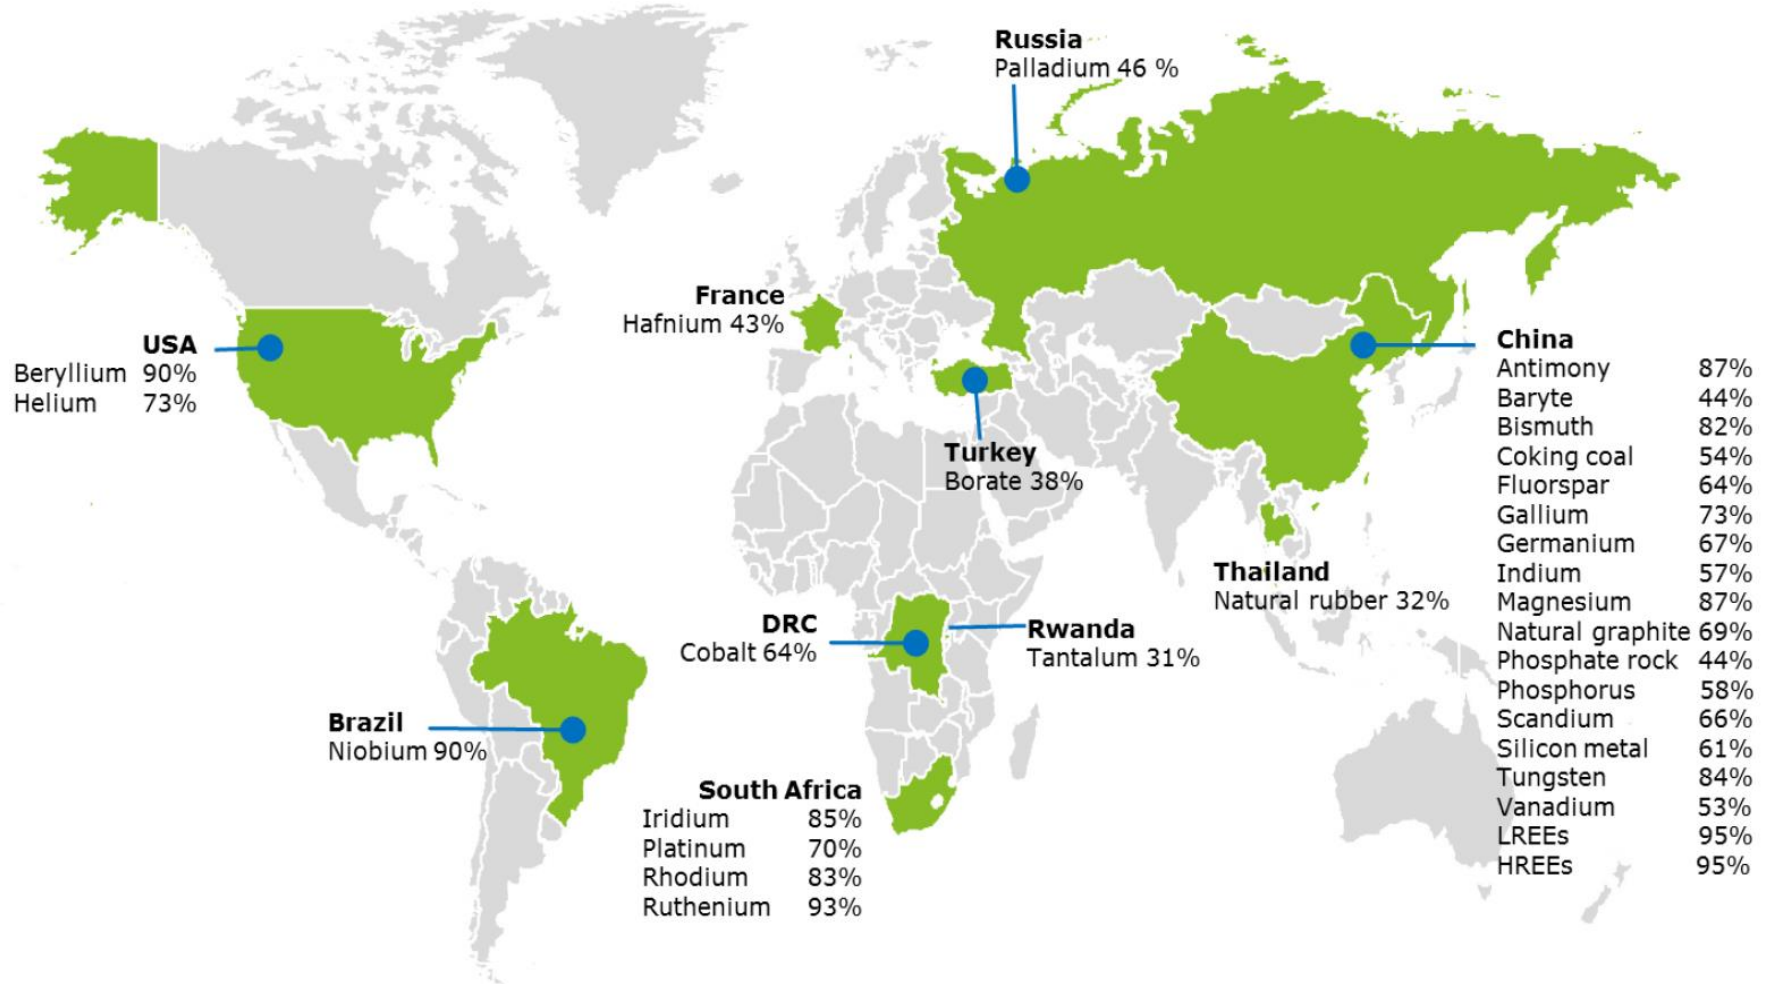 Russia
Palladium 46 %
France
Hafnium 43%
USA
Beryllium 90%
Helium 73%
Turkey
Borate 38%
China
Antimony 87%
Baryte 44%
Bismuth 82%
Coking coal 54%
Fluorspar 64%
Gallium 73%
Germanium 67%
Indium 57%
Magnesium 87%
Natural graphite 69%
Phosphate rock 44%
Phosphorus 58%
Scandium 66%
Silicon metal 61%
Tungsten 84%
Vanadium 53%
LREEs 95%
HREEs 95%
Thailand
Natural rubber 32%
DRC
Cobalt 64%
Rwanda
Tantalum 31%
Brazil
Niobium 90%
South Africa
Iridium 85%
Platinum 70%
Rhodium 83%
Ruthenium 93%